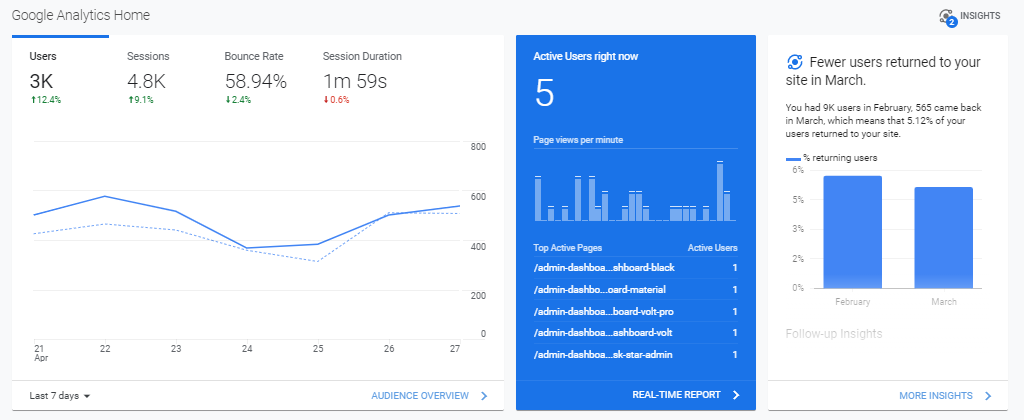 Google Analytics Home
2 INSIGHTS
Users Sessions Bounce Rate Session Duration
3K 4.8K 58.94% 1m 59s
↑12.4% ↑9.1% ↓2.4% ↓0.6%
800
600
400
200
0
21 22 23 24 25 26 27
Apr
Last 7 days
AUDIENCE OVERVIEW
Active Users right now
5
Page views per minute
Top Active Pages Active Users
/admin-dashboa...shboard-black 1
/admin-dashbo...oard-material 1
/admin-dashboa...board-volt-pro 1
/admin-dashboa...ashboard-volt 1
/admin-dashboa...sk-star-admin 1
REAL-TIME REPORT
Fewer users returned to your
site in March.
You had 9K users in February, 565 came back
in March, which means that 5.12% of your
users returned to your site.
% returning users
6%
5%
3%
2%
0%
February March
Follow-up Insights
MORE INSIGHTS